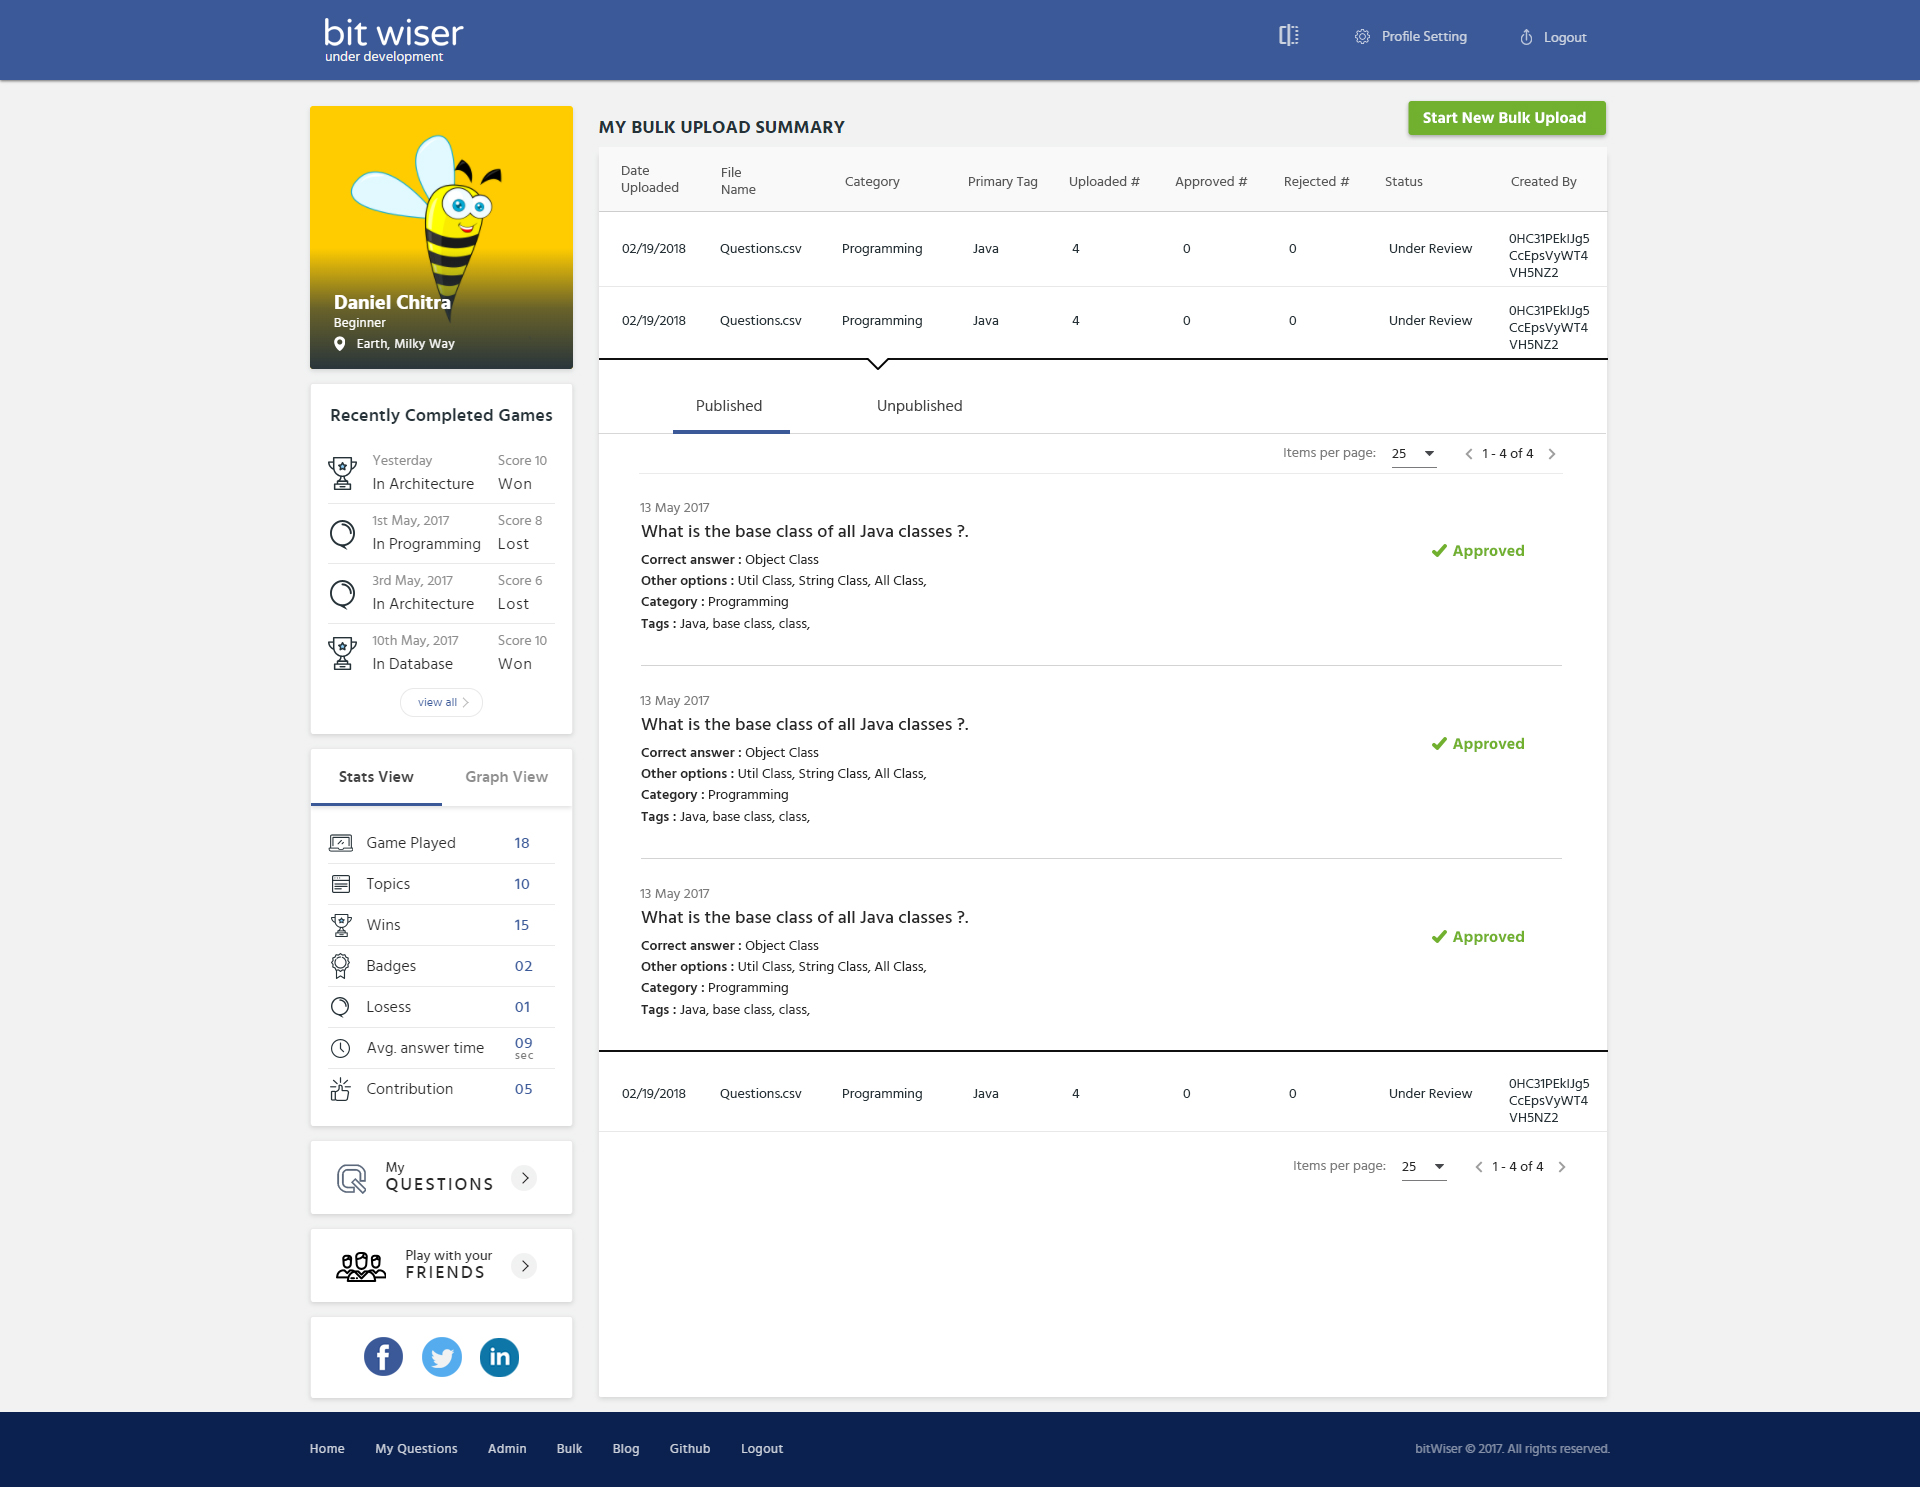 bit wiser
under development
Profile Setting
Logout
Daniel Chitra
Beginner
Earth, Milky Way
Recently Completed Games
Yesterday Score 10
In Architecture Won
1st May, 2017 Score 8
In Programming Lost
3rd May, 2017 Score 6
In Architecture Lost
10th May, 2017 Score 10
In Database Won
view all
Stats View Graph View
Game Played 18
Topics 10
Wins 15
Badges 02
Losess 01
Avg. answer time 09
sec
Contribution 05
My
QUESTIONS
Play with your
FRIENDS
f
in
MY BULK UPLOAD SUMMARY
Start New Bulk Upload
Date
Uploaded
File
Name
Category Primary Tag Uploaded # Approved # Rejected # Status Created By
02/19/2018 Questions.csv Programming Java 4 0 0 Under Review
0HC31PEkIJg5
CcEpsVyWT4
VH5NZ2
02/19/2018 Questions.csv Programming Java 4 0 0 Under Review
0HC31PEkIJg5
CcEpsVyWT4
VH5NZ2
Published Unpublished
Items per page: 25 1 - 4 of 4
13 May 2017
What is the base class of all Java classes ?.
Correct answer : Object Class
Other options : Util Class, String Class, All Class,
Category : Programming
Tags : Java, base class, class,
Approved
13 May 2017
What is the base class of all Java classes ?.
Correct answer : Object Class
Other options : Util Class, String Class, All Class,
Category : Programming
Tags : Java, base class, class,
Approved
13 May 2017
What is the base class of all Java classes ?.
Correct answer : Object Class
Other options : Util Class, String Class, All Class,
Category : Programming
Tags : Java, base class, class,
Approved
02/19/2018 Questions.csv Programming Java 4 0 0 Under Review
0HC31PEkIJg5
CcEpsVyWT4
VH5NZ2
Items per page: 25 1 - 4 of 4
Home My Questions Admin Bulk Blog Github Logout
bitWiser © 2017. All rights reserved.